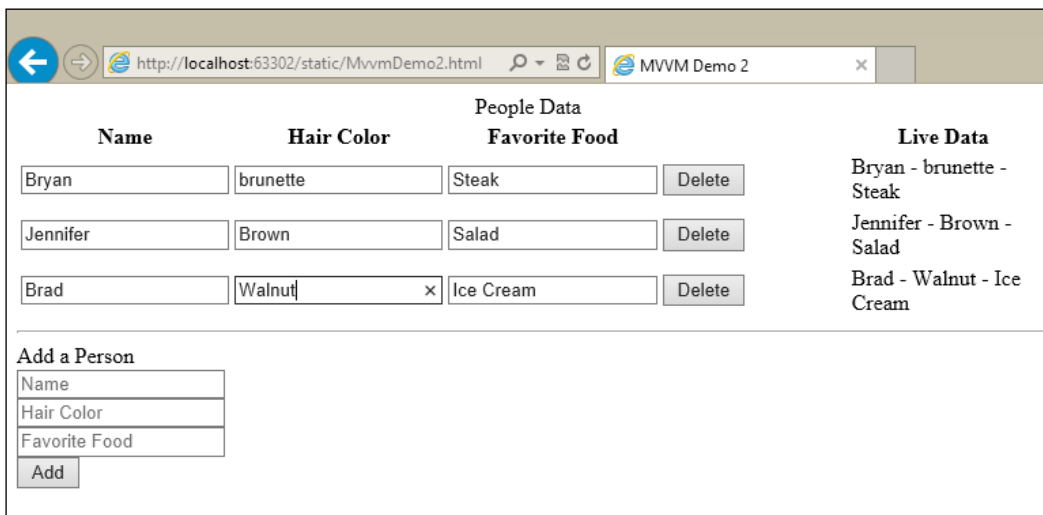 http://localhost:63302/static/MvvmDemo2.html
MVVM Demo 2
People Data
Name Hair Color Favorite Food Live Data
Bryan brunette Steak Delete Bryan - brunette -
Steak
Jennifer Brown Salad Delete Jennifer - Brown -
Salad
Brad Walnut Ice Cream Delete Brad - Walnut - Ice
Cream
Add a Person
Name
Hair Color
Favorite Food
Add